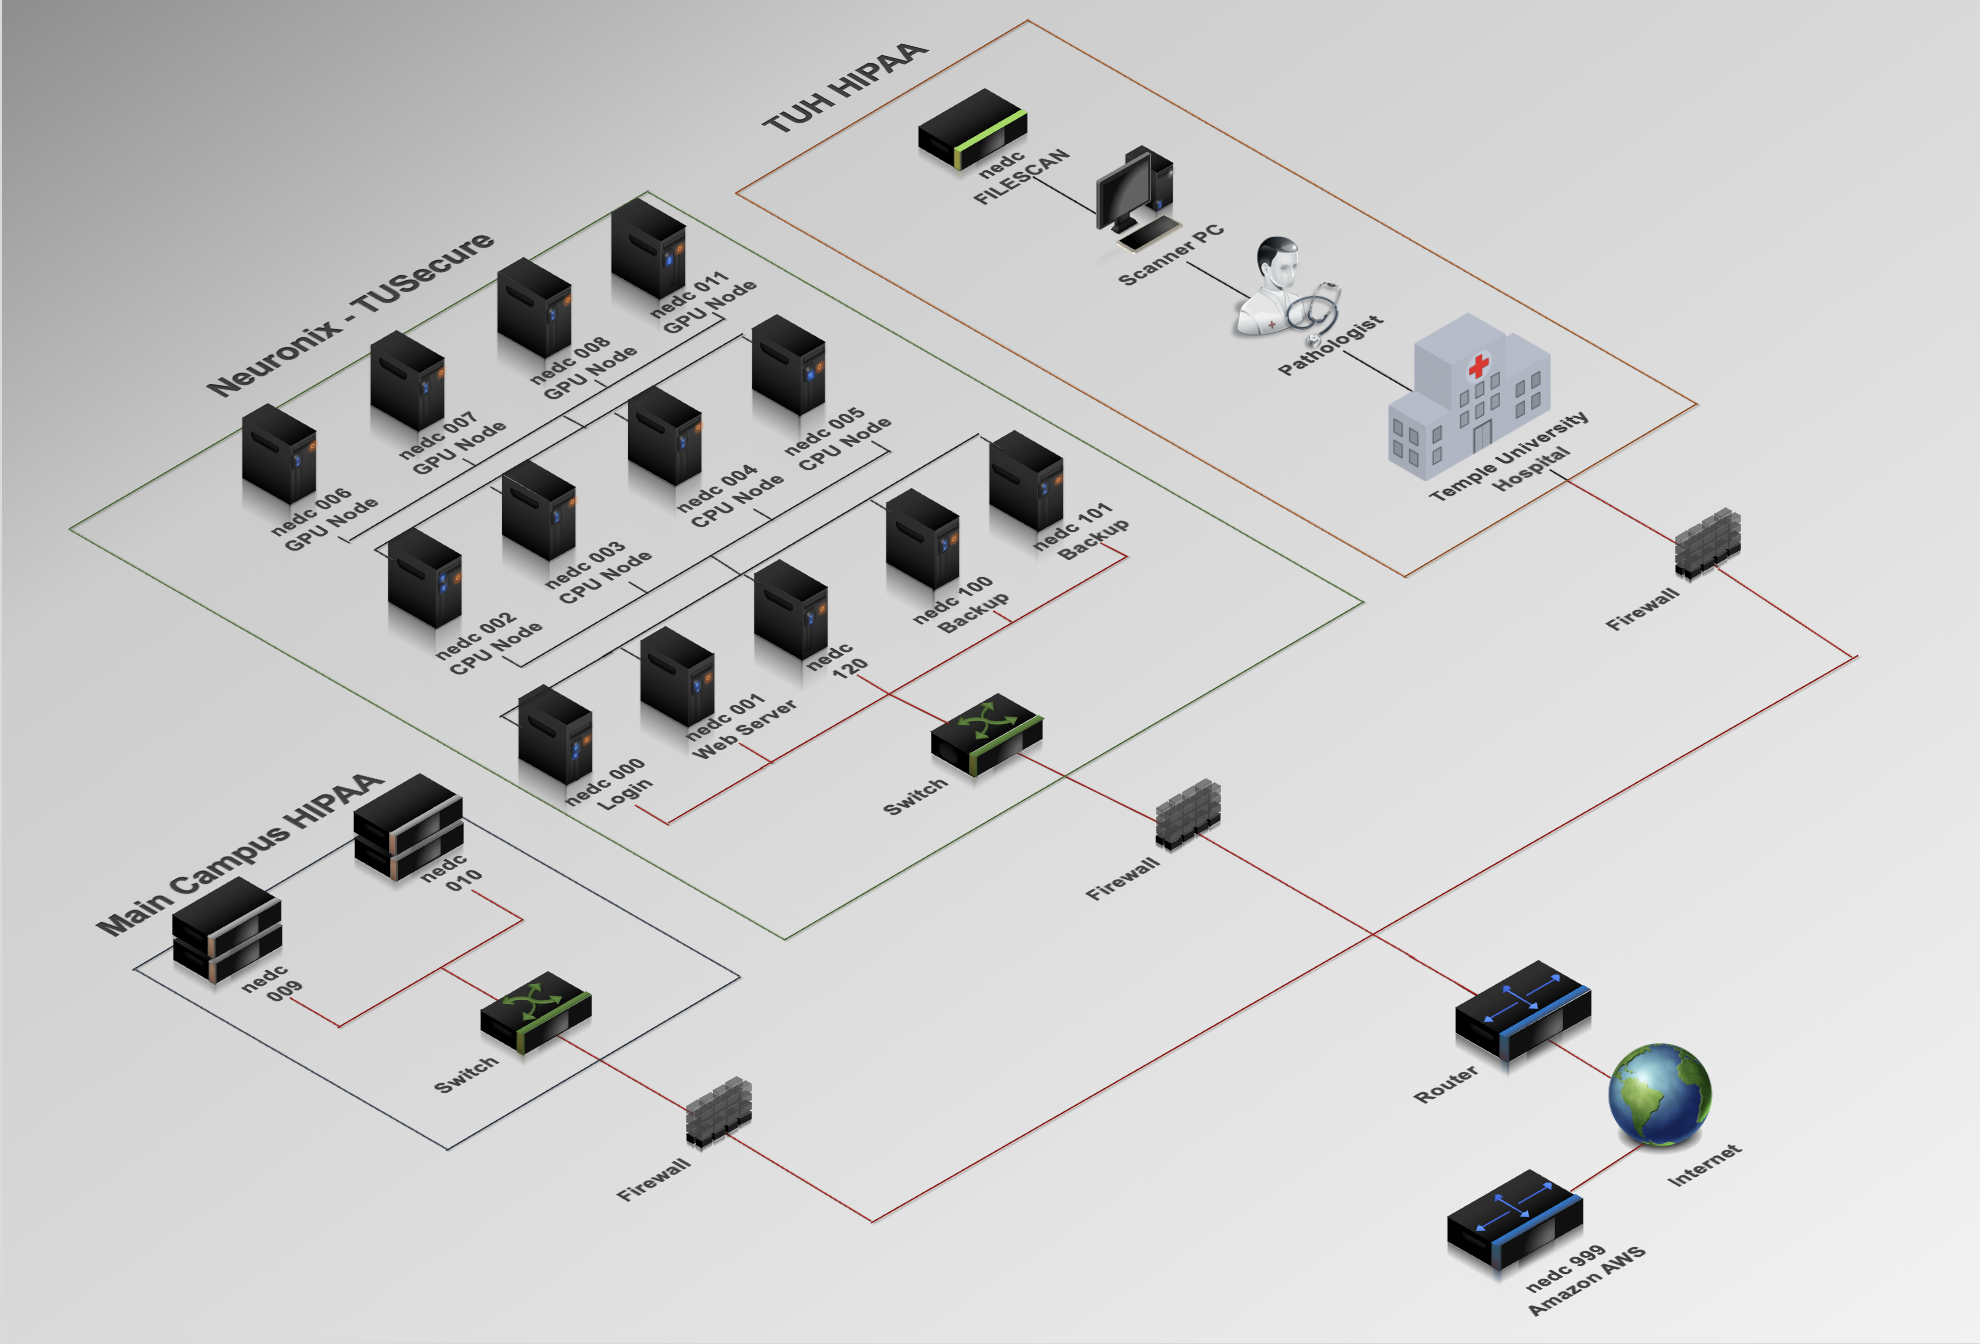 TUH HIPAA
nedc
FILESCAN
Scanner PC
Pathologist
Temple University
Hospital
Firewall
Neuronix - TUSecure
nedc 011
GPU Node
nedc 008
GPU Node
nedc 007
GPU Node
nedc 006
GPU Node
nedc 005
CPU Node
nedc 004
CPU Node
nedc 003
CPU Node
nedc 002
CPU Node
nedc 101
Backup
nedc 100
Backup
nedc
120
nedc 001
Web Server
nedc 000
Login
Switch
Firewall
Main Campus HIPAA
nedc
010
nedc
009
Switch
Firewall
Router
Internet
nedc 999
Amazon AWS